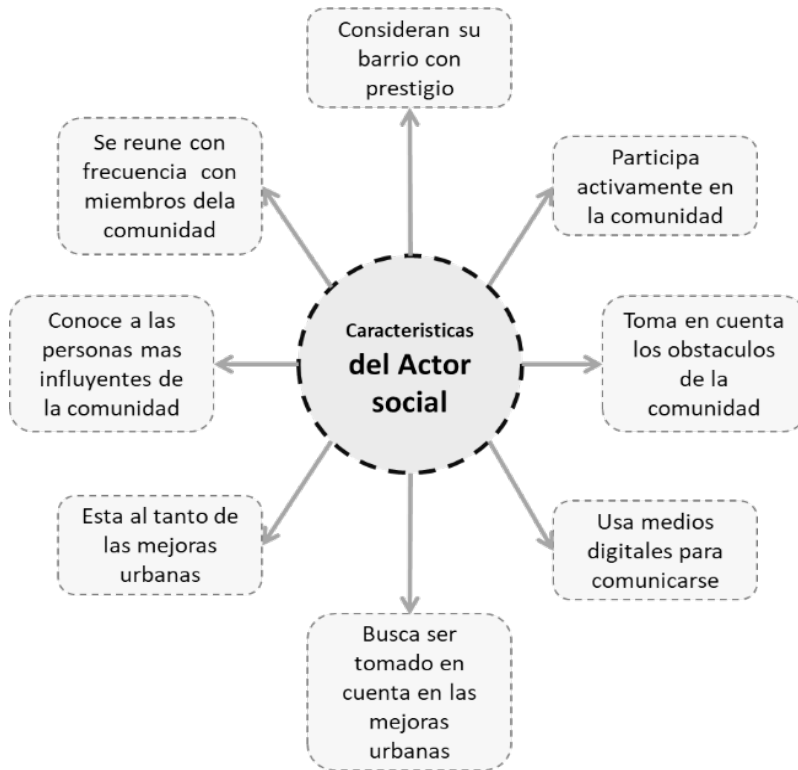 Consideran su
barrio con
prestigio
Se reune con
frecuencia con
miembros dela
comunidad
Participa
activamente en
la comunidad
Conoce a las
personas mas
influyentes de
la comunidad
Caracteristicas
del Actor
social
Toma en cuenta
los obstaculos
de la
comunidad
Esta al tanto de
las mejoras
urbanas
Usa medios
digitales para
comunicarse
Busca ser
tomado en
cuenta en las
mejoras
urbanas